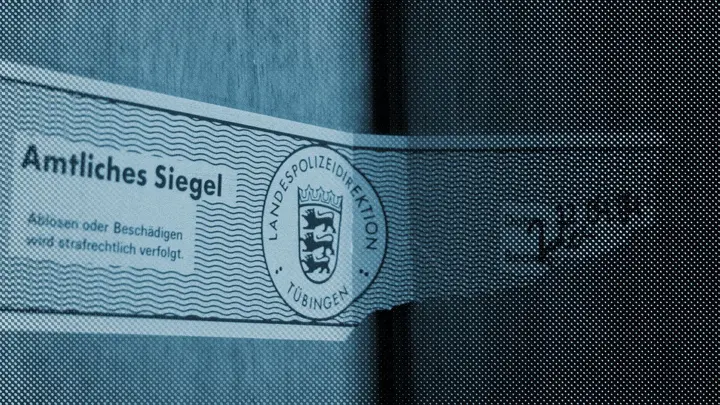 Amtliches Siegel
Ablosen oder Beschädigen
wird strafrechtlich verfolgt.
LANDESPOLIZEIDIREKTION
TÜBINGEN